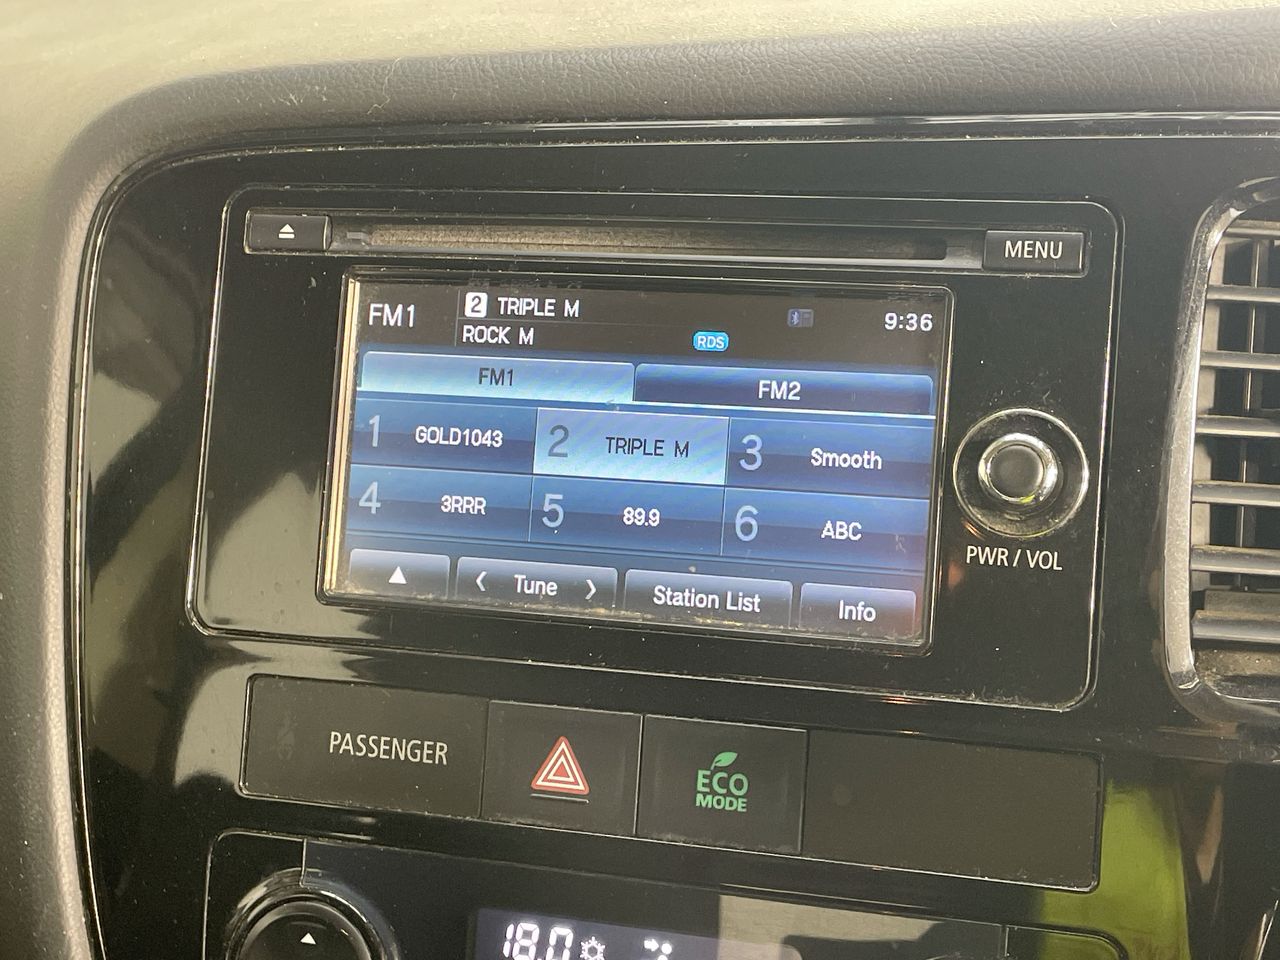 MENU
FM1
2 TRIPLE M
ROCK M
RDS
9:36
FM1
FM2
1 GOLD1043
2 TRIPLE M
3 Smooth
4 3RRR
5 89.9
6 ABC
Tune
Station List
Info
PWR / VOL
PASSENGER
ECO
MODE
18.0